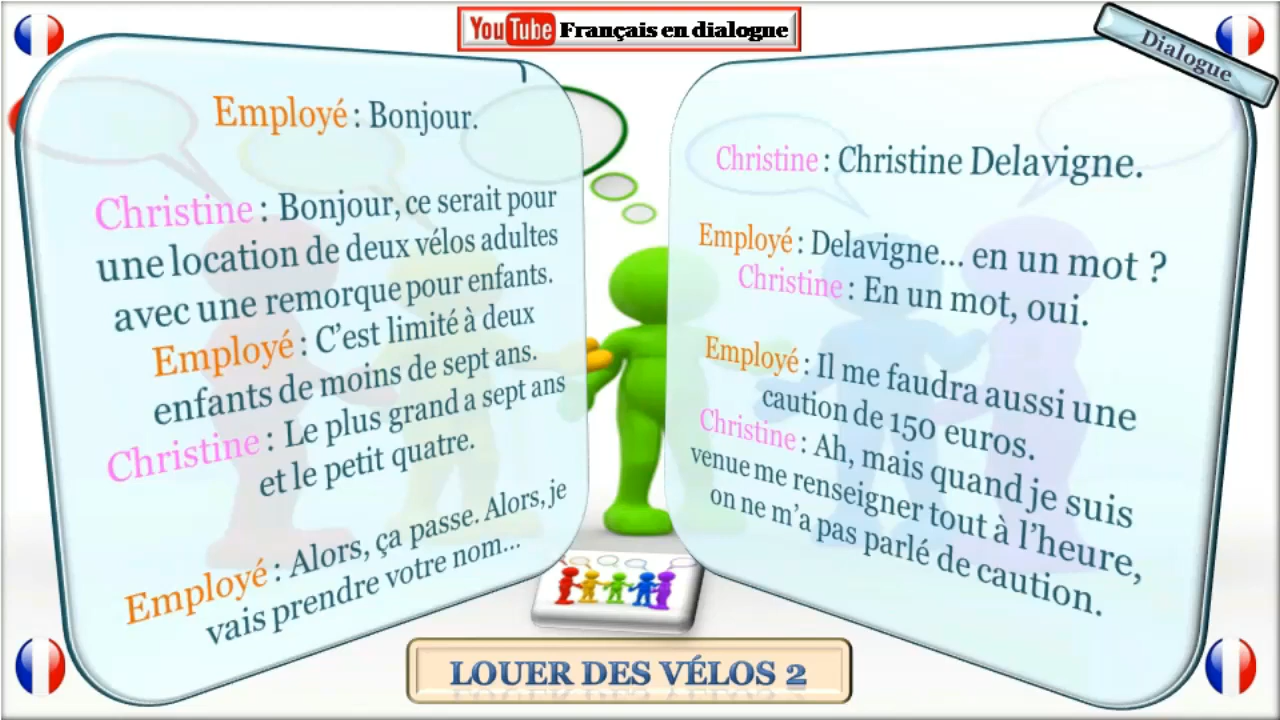 YouTube Français en dialogue
Dialogue
Employé : Bonjour.
Christine : Bonjour, ce serait pour
une location de deux vélos adultes
avec une remorque pour enfants.
Employé : C'est limité à deux
enfants de moins de sept ans.
Christine : Le plus grand a sept ans
et le petit quatre.
Employé : Alors, ça passe. Alors, je
vais prendre votre nom...
Christine : Christine Delavigne.
Employé : Delavigne... en un mot ?
Christine : En un mot, oui.
Employé : Il me faudra aussi une
caution de 150 euros.
Christine : Ah, mais quand je suis
venue me renseigner tout à l'heure,
on ne m'a pas parlé de caution.
LOUER DES VÉLOS 2